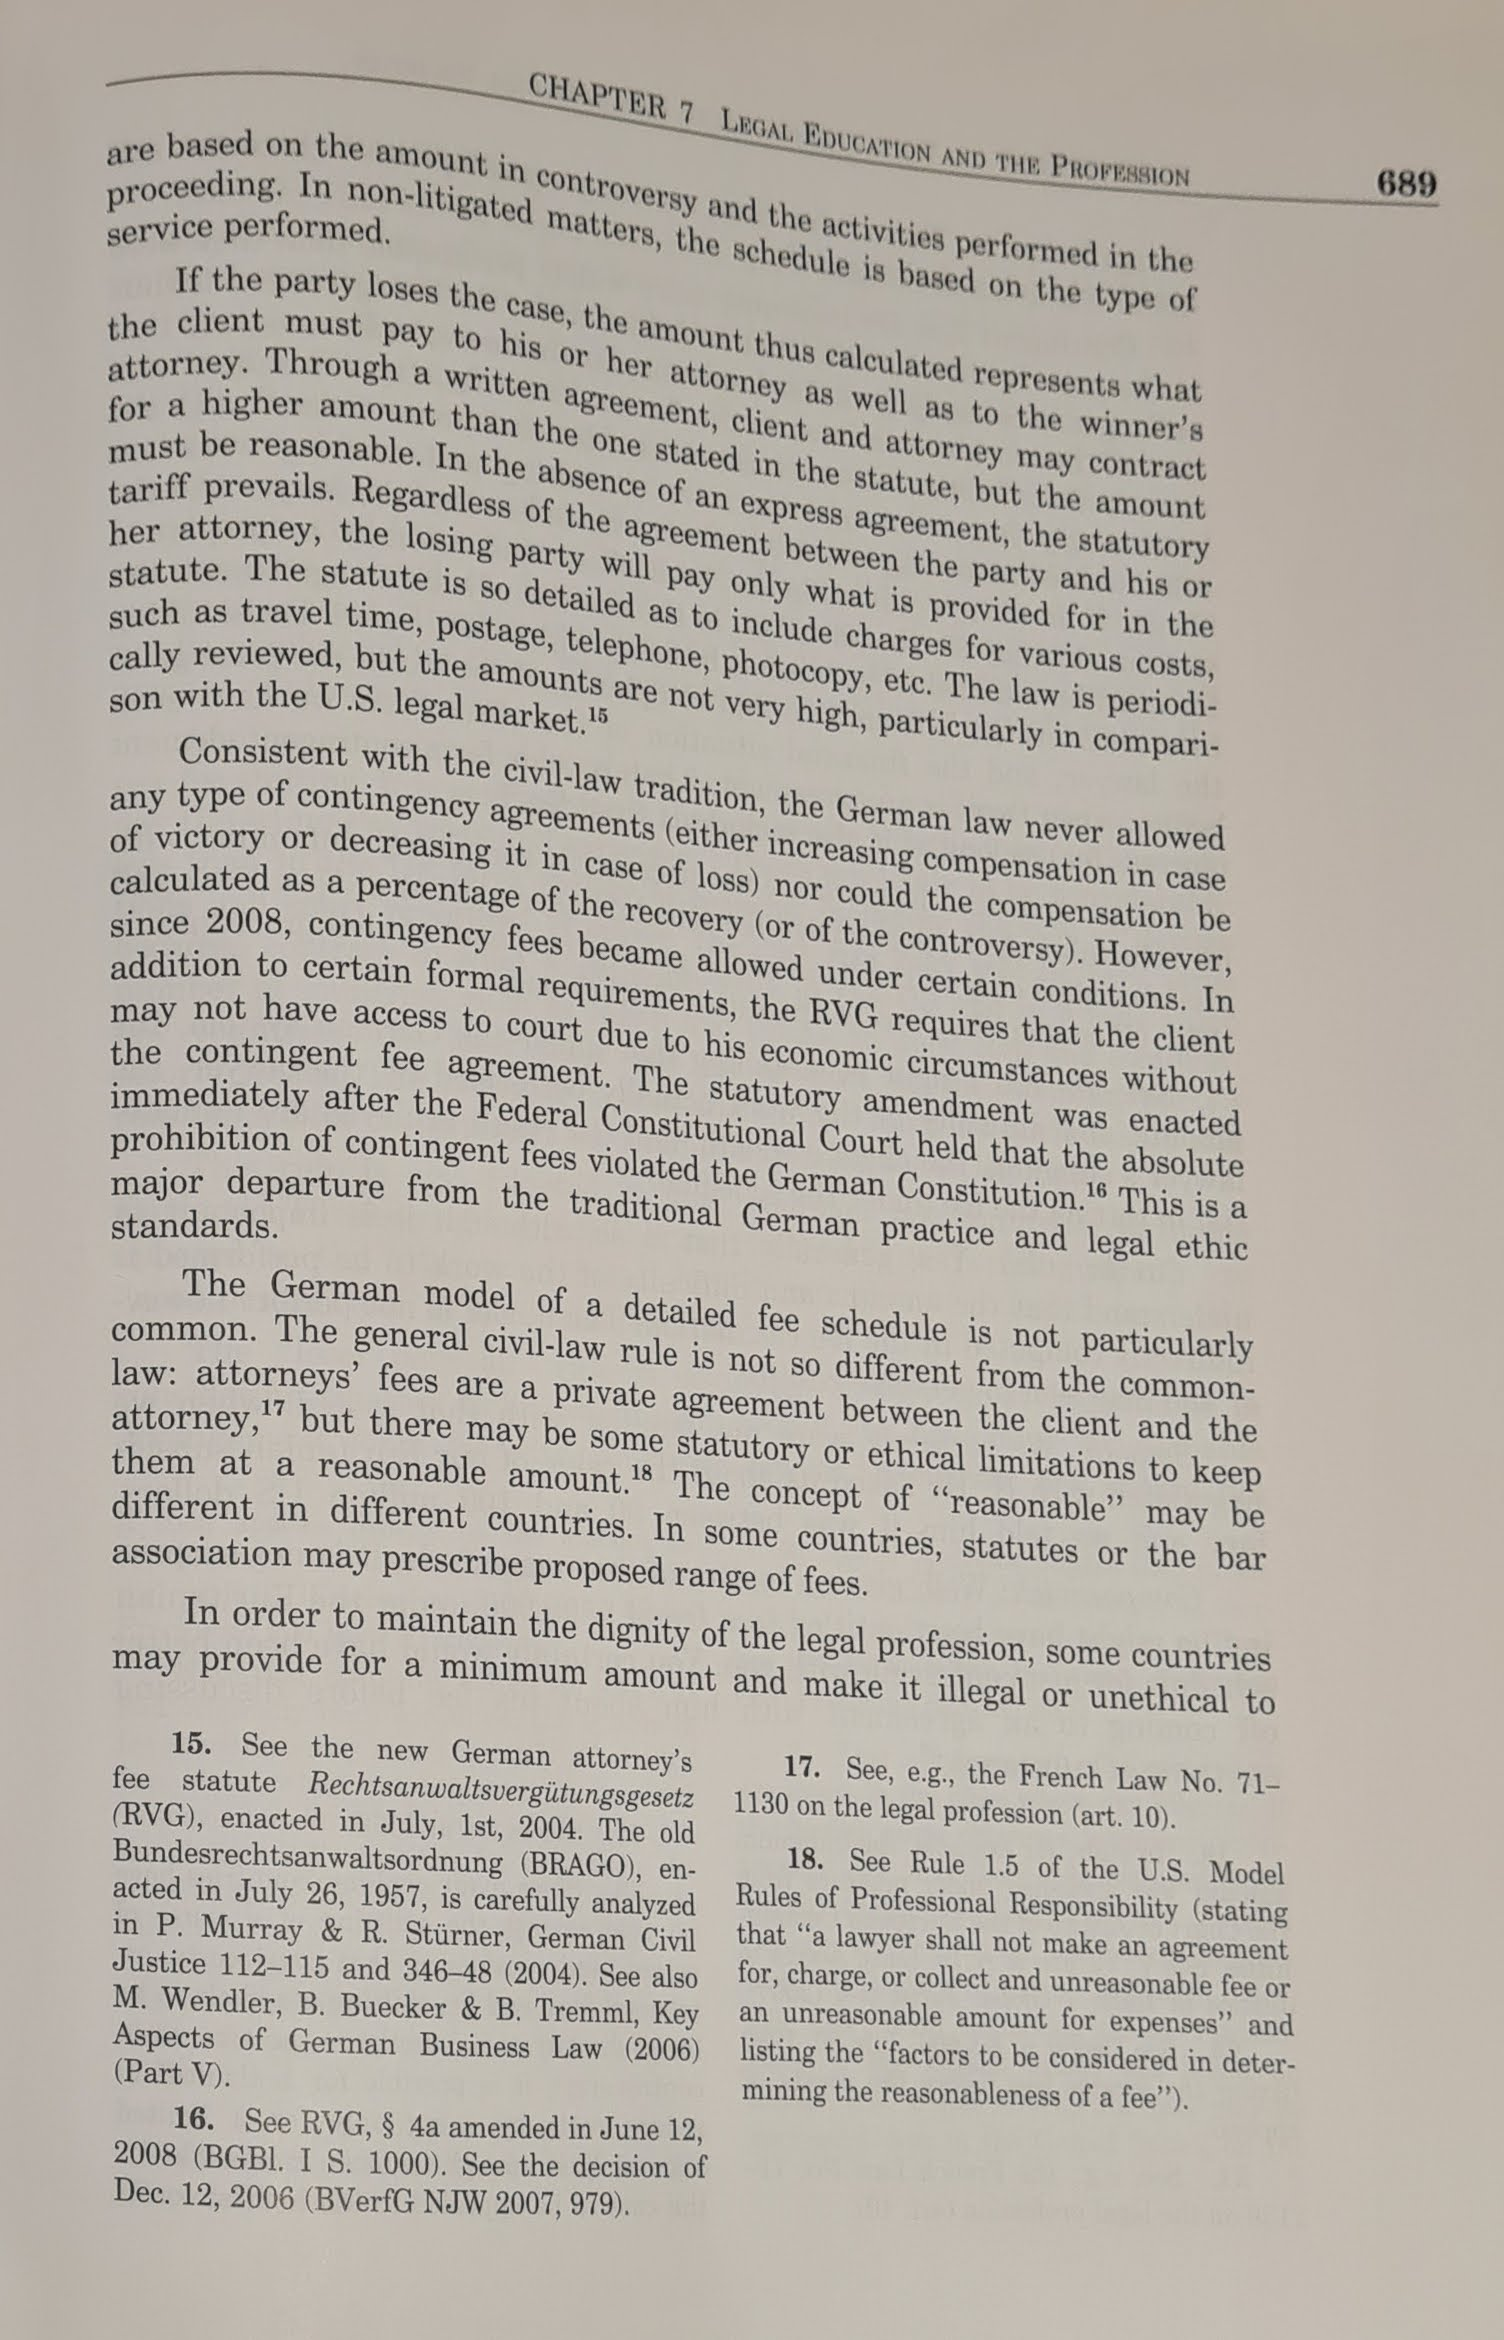 CHAPTER 7 LEGAL EDUCATION AND THE PROFESSION 689
are based on the amount in controversy and the activities performed in the
proceeding. In non-litigated matters, the schedule is based on the type of
service performed.
If the party loses the case, the amount thus calculated represents what
the client must pay to his or her attorney as well as to the winner's
attorney. Through a written agreement, client and attorney may contract
for a higher amount than the one stated in the statute, but the amount
must be reasonable. In the absence of an express agreement, the statutory
tariff prevails. Regardless of the agreement between the party and his or
her attorney, the losing party will pay only what is provided for in the
statute. The statute is so detailed as to include charges for various costs,
such as travel time, postage, telephone, photocopy, etc. The law is periodi-
cally reviewed, but the amounts are not very high, particularly in compari-
son with the U.S. legal market.15
Consistent with the civil-law tradition, the German law never allowed
any type of contingency agreements (either increasing compensation in case
of victory or decreasing it in case of loss) nor could the compensation be
calculated as a percentage of the recovery (or of the controversy). However,
since 2008, contingency fees became allowed under certain conditions. In
addition to certain formal requirements, the RVG requires that the client
may not have access to court due to his economic circumstances without
the contingent fee agreement. The statutory amendment was enacted
immediately after the Federal Constitutional Court held that the absolute
prohibition of contingent fees violated the German Constitution.16 This is a
major departure from the traditional German practice and legal ethic
standards.
The German model of a detailed fee schedule is not particularly
common. The general civil-law rule is not so different from the common-
law: attorneys' fees are a private agreement between the client and the
attorney,17 but there may be some statutory or ethical limitations to keep
them at a reasonable amount.18 The concept of "reasonable" may be
different in different countries. In some countries, statutes or the bar
association may prescribe proposed range of fees.
In order to maintain the dignity of the legal profession, some countries
may provide for a minimum amount and make it illegal or unethical to
15. See the new German attorney's
fee statute Rechtsanwaltsvergütungsgesetz
(RVG), enacted in July, 1st, 2004. The old
Bundesrechtsanwaltsordnung (BRAGO), en-
acted in July 26, 1957, is carefully analyzed
in P. Murray & R. Stürner, German Civil
Justice 112–115 and 346–48 (2004). See also
M. Wendler, B. Buecker & B. Tremml, Key
Aspects of German Business Law (2006)
(Part V).
16. See RVG, § 4a amended in June 12,
2008 (BGBl. I S. 1000). See the decision of
Dec. 12, 2006 (BVerfG NJW 2007, 979).
17. See, e.g., the French Law No. 71–
1130 on the legal profession (art. 10).
18. See Rule 1.5 of the U.S. Model
Rules of Professional Responsibility (stating
that "a lawyer shall not make an agreement
for, charge, or collect and unreasonable fee or
an unreasonable amount for expenses" and
listing the "factors to be considered in deter-
mining the reasonableness of a fee").